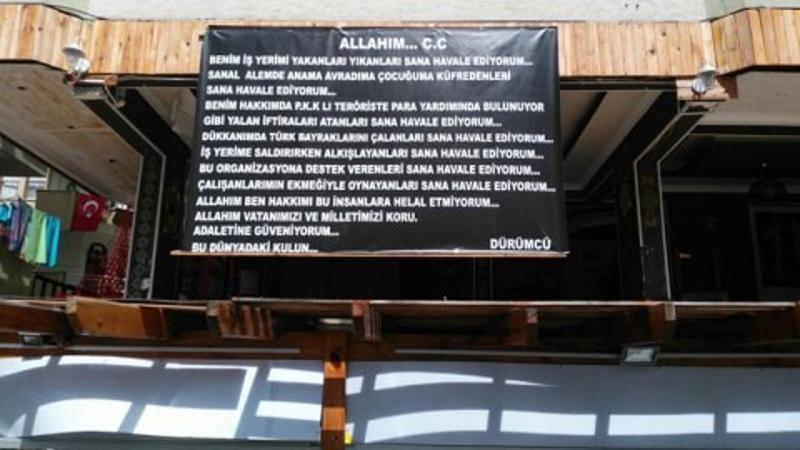 ALLAHIM... C.C
BENİM İŞ YERİMİ YAKANLARI YIKANLARI SANA HAVALE EDİYORUM...
SANAL ALEMDE ANAMA AVRADIMA ÇOCUĞUMA KÜFREDENLERİ
SANA HAVALE EDİYORUM...
BENİM HAKKIMDA P.K.K LI TERÖRİSTE PARA YARDIMINDA BULUNUYOR
GİBİ YALAN İFTİRALARI ATANLARI SANA HAVALE EDİYORUM...
DÜKKANIMDA TÜRK BAYRAKLARINI ÇALANLARI SANA HAVALE EDİYORUM...
İŞ YERİME SALDIRIRKEN ALKIŞLAYANLARI SANA HAVALE EDİYORUM...
BU ORGANİZASYONA DESTEK VERENLERİ SANA HAVALE EDİYORUM...
ÇALIŞANLARIMIN EKMEĞİYLE OYNAYANLARI SANA HAVALE EDİYORUM...
ALLAHIM BEN HAKKIMI BU İNSANLARA HELAL ETMİYORUM...
ALLAHIM VATANIMIZI VE MİLLETİMİZİ KORU.
ADALETİNE GÜVENİYORUM...
BU DÜNYADAKİ KULUN... DÜRÜMCÜ